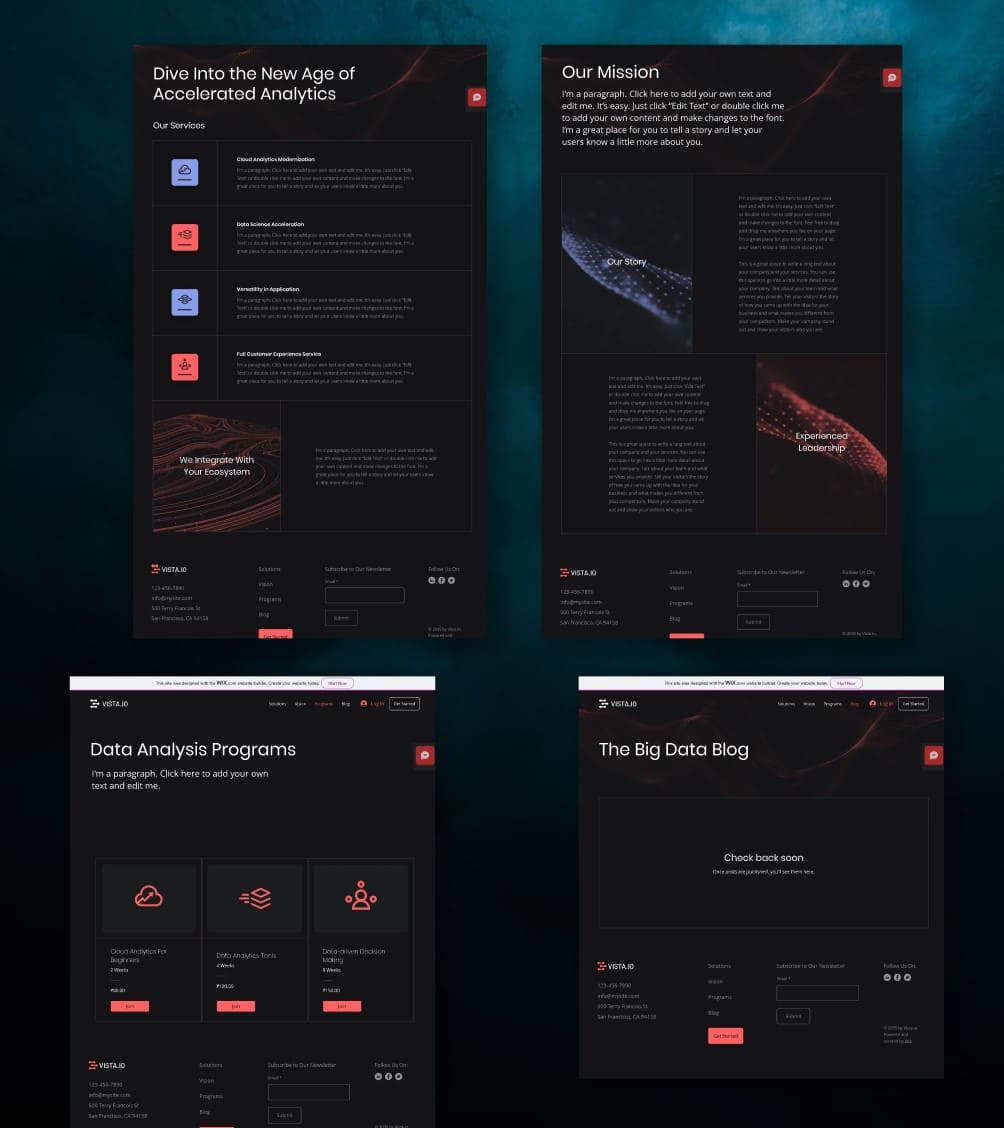 Dive Into the New Age of
Accelerated Analytics
Our Services
Cloud Analytics Modernization
I'm a paragraph. Click here to add your own text and edit me. It's easy. Just click "Edit
Text" or double click me to add your own content and make changes to the font. I'm a
great place for you to tell a story and let your users know a little more about you.
Data Science Acceleration
I'm a paragraph. Click here to add your own text and edit me. It's easy. Just click "Edit
Text" or double click me to add your own content and make changes to the font. I'm a
great place for you to tell a story and let your users know a little more about you.
Versatility in Application
I'm a paragraph. Click here to add your own text and edit me. It's easy. Just click "Edit
Text" or double click me to add your own content and make changes to the font. I'm a
great place for you to tell a story and let your users know a little more about you.
Full Customer Experience Service
I'm a paragraph. Click here to add your own text and edit me. It's easy. Just click "Edit
Text" or double click me to add your own content and make changes to the font. I'm a
great place for you to tell a story and let your users know a little more about you.
We Integrate With
Your Ecosystem
I'm a paragraph. Click here to add your own text and edit
me. It's easy. Just click "Edit Text" or double click me to add
your own content and make changes to the font. I'm a
great place for you to tell a story and let your users know
a little more about you.
VISTA.IO
123-456-7890
info@mysite.com
500 Terry Francois St
San Francisco, CA 94158
Solutions
Vision
Programs
Blog
Get Started
Subscribe to Our Newsletter
Email *
Submit
Follow Us On:
© 2035 by Vista.io.
Powered and
Our Mission
I'm a paragraph. Click here to add your own text and
edit me. It's easy. Just click "Edit Text" or double click me
to add your own content and make changes to the font.
I'm a great place for you to tell a story and let your
users know a little more about you.
Our Story
I'm a paragraph. Click here to add your own
text and edit me. It's easy. Just click "Edit Text"
or double click me to add your own content
and make changes to the font. Feel free to drag
and drop me anywhere you like on your page.
I'm a great place for you to tell a story and let
your users know a little more about you.
This is a great space to write a long text about
your company and your services. You can use
this space to go into a little more detail about
your company. Talk about your team and what
services you provide. Tell your visitors the story
of how you came up with the idea for your
business and what makes you different from
your competitors. Make your company stand
out and show your visitors who you are.
I'm a paragraph. Click here to add your own
text and edit me. It's easy. Just click "Edit Text"
or double click me to add your own content
and make changes to the font. Feel free to drag
and drop me anywhere you like on your page.
I'm a great place for you to tell a story and let
your users know a little more about you.
This is a great space to write a long text about
your company and your services. You can use
this space to go into a little more detail about
your company. Talk about your team and what
services you provide. Tell your visitors the story
of how you came up with the idea for your
business and what makes you different from
your competitors. Make your company stand
out and show your visitors who you are.
Experienced
Leadership
VISTA.IO
123-456-7890
info@mysite.com
500 Terry Francois St
San Francisco, CA 94158
Solutions
Vision
Programs
Blog
Subscribe to Our Newsletter
Email *
Submit
Follow Us On:
© 2035 by Vista.io.
This site was designed with the WiX.com website builder. Create your website today. Start Now
VISTA.IO
Solutions Vision Programs Blog Log In Get Started
Data Analysis Programs
I'm a paragraph. Click here to add your own
text and edit me.
Cloud Analytics For
Beginners
2 Weeks
₹98.00
Join
Data Analytics Tools
4 Weeks
₹120.00
Join
Data-driven Decision
Making
8 Weeks
₹150.00
Join
VISTA.IO
123-456-7890
info@mysite.com
500 Terry Francois St
San Francisco, CA 94158
Solutions
Vision
Programs
Blog
Subscribe to Our Newsletter
Email *
Submit
Follow Us On:
This site was designed with the WiX.com website builder. Create your website today. Start Now
VISTA.IO
Solutions Vision Programs Blog Log In Get Started
The Big Data Blog
Check back soon
Once posts are published, you'll see them here.
VISTA.IO
123-456-7890
info@mysite.com
500 Terry Francois St
San Francisco, CA 94158
Solutions
Vision
Programs
Blog
Get Started
Subscribe to Our Newsletter
Email *
Submit
Follow Us On:
© 2035 by Vista.io.
Powered and
secured by Wix